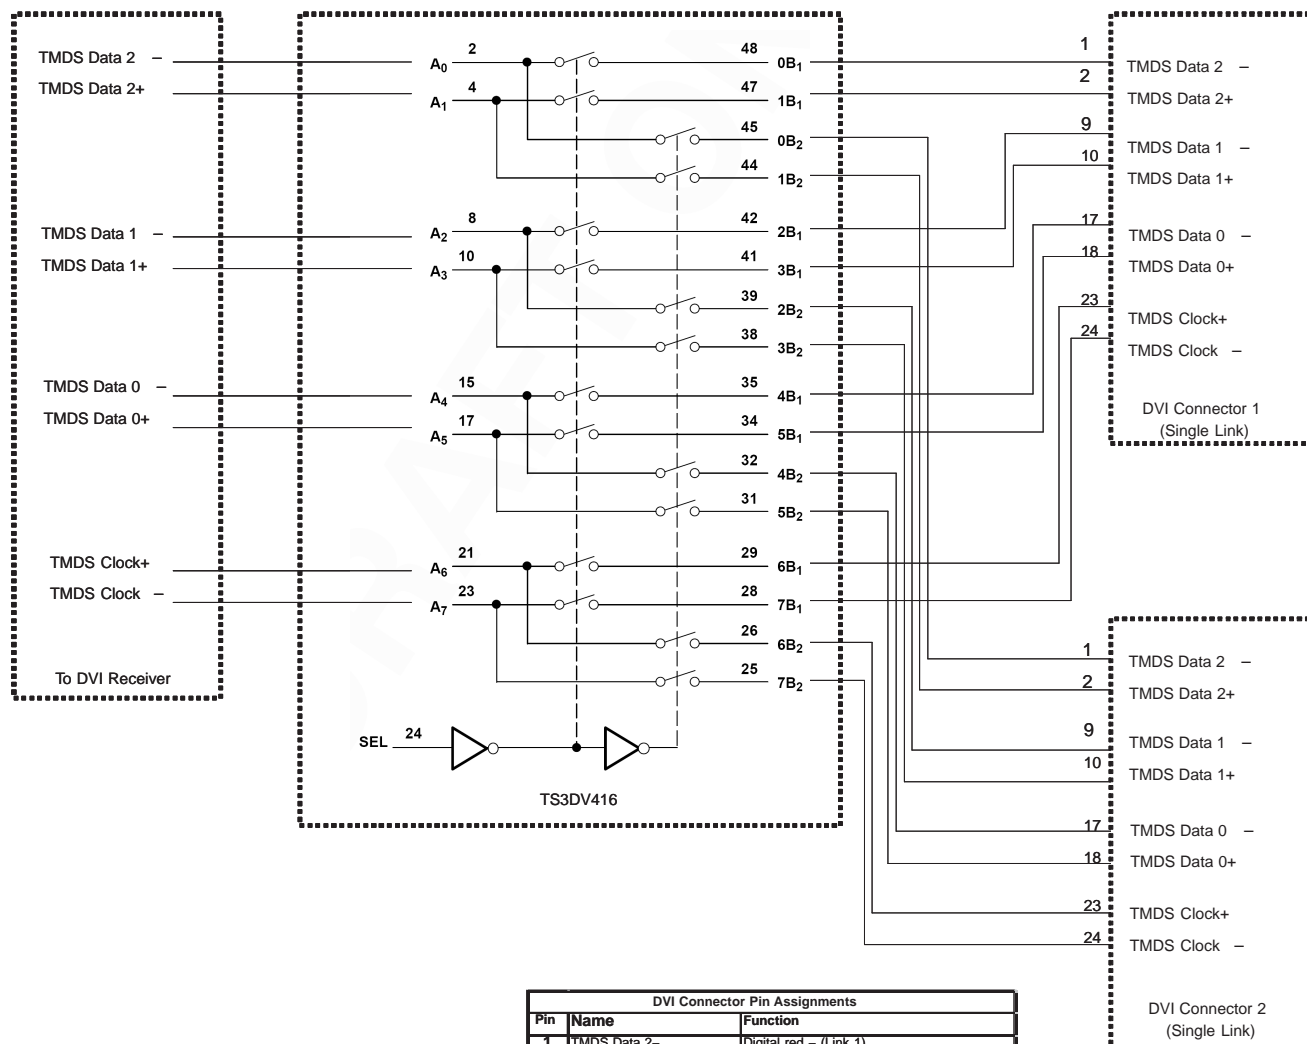 TMDS Data 2 –
TMDS Data 2+
TMDS Data 1 –
TMDS Data 1+
TMDS Data 0 –
TMDS Data 0+
TMDS Clock+
TMDS Clock –
To DVI Receiver
A0 2
A1 4
A2 8
A3 10
A4 15
A5 17
A6 21
A7 23
SEL 24
48 0B1
47 1B1
45 0B2
44 1B2
42 2B1
41 3B1
39 2B2
38 3B2
35 4B1
34 5B1
32 4B2
31 5B2
29 6B1
28 7B1
26 6B2
25 7B2
TS3DV416
1 TMDS Data 2 –
2 TMDS Data 2+
9 TMDS Data 1 –
10 TMDS Data 1+
17 TMDS Data 0 –
18 TMDS Data 0+
23 TMDS Clock+
24 TMDS Clock –
DVI Connector 1
(Single Link)
1 TMDS Data 2 –
2 TMDS Data 2+
9 TMDS Data 1 –
10 TMDS Data 1+
17 TMDS Data 0 –
18 TMDS Data 0+
23 TMDS Clock+
24 TMDS Clock –
DVI Connector 2
(Single Link)
DVI Connector Pin Assignments
Pin Name Function
1 TMDS Data 2– Digital red – (Link 1)